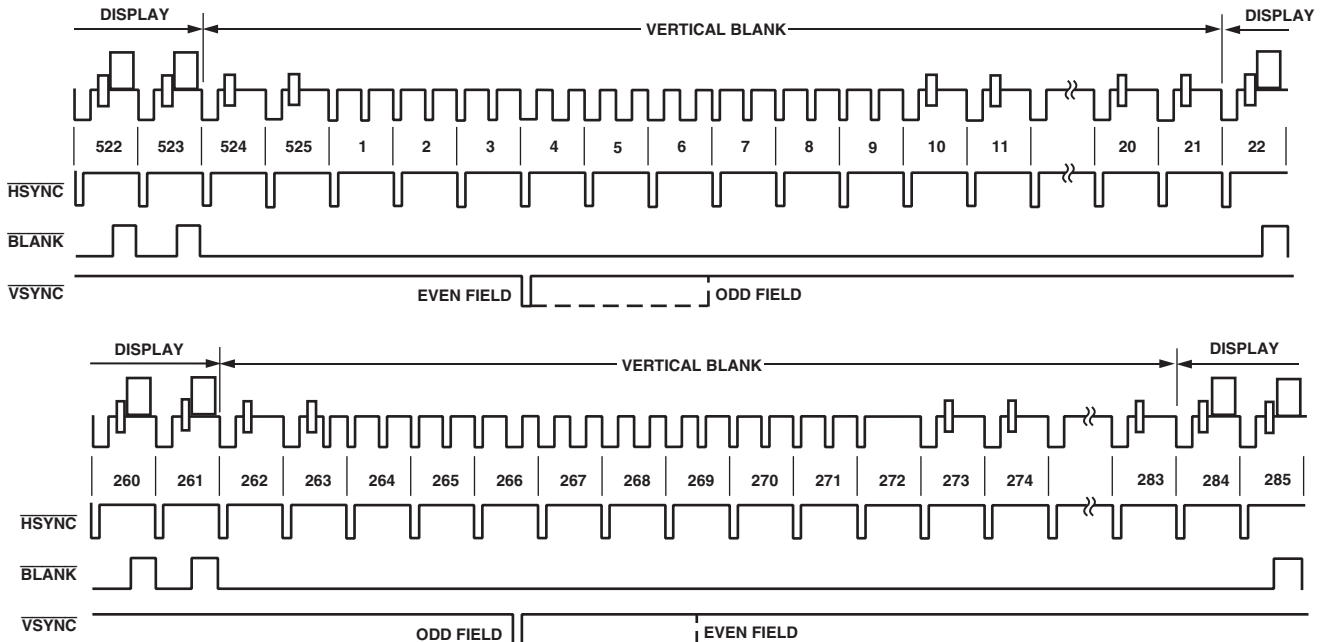 DISPLAY VERTICAL BLANK DISPLAY
522 523 524 525 1 2 3 4 5 6 7 8 9 10 11 20 21 22
HSYNC
BLANK
VSYNC EVEN FIELD ODD FIELD
DISPLAY VERTICAL BLANK DISPLAY
260 261 262 263 264 265 266 267 268 269 270 271 272 273 274 283 284 285
HSYNC
BLANK
VSYNC ODD FIELD EVEN FIELD